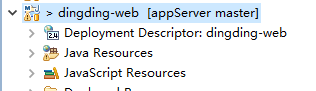 > dingding-web [appServer master]
Deployment Descriptor: dingding-web
Java Resources
JavaScript Resources